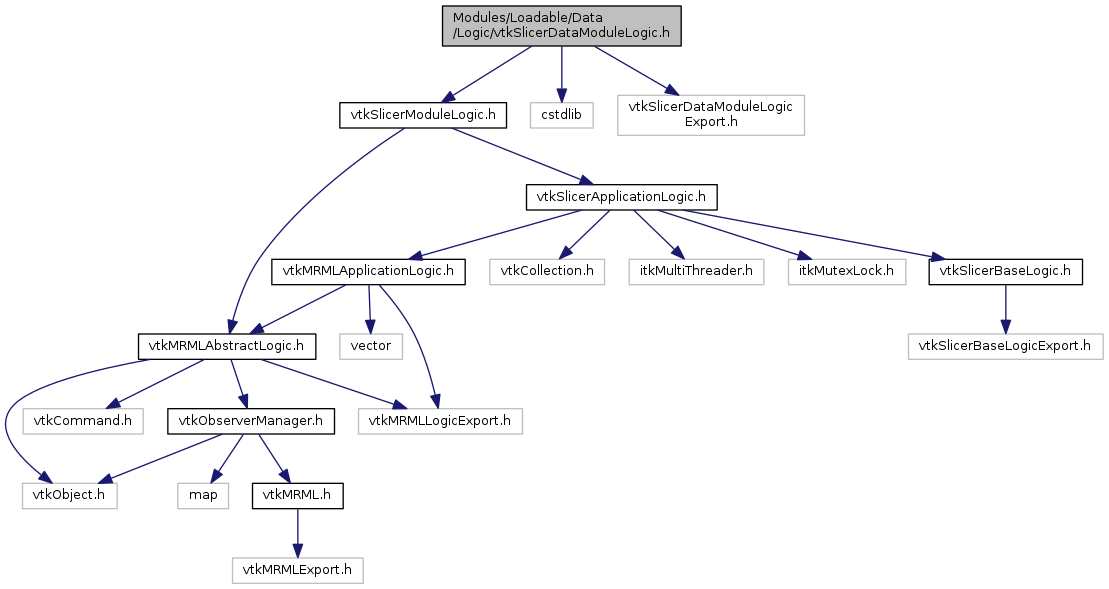 Modules/Loadable/Data
/Logic/vtkSlicerDataModuleLogic.h
vtkSlicerModuleLogic.h
cstdlib
vtkSlicerDataModuleLogic
Export.h
vtkSlicerApplicationLogic.h
vtkMRMLApplicationLogic.h
vtkCollection.h
itkMultiThreader.h
itkMutexLock.h
vtkSlicerBaseLogic.h
vtkMRMLAbstractLogic.h
vector
vtkSlicerBaseLogicExport.h
vtkCommand.h
vtkObserverManager.h
vtkMRMLLogicExport.h
vtkObject.h
map
vtkMRML.h
vtkMRMLExport.h